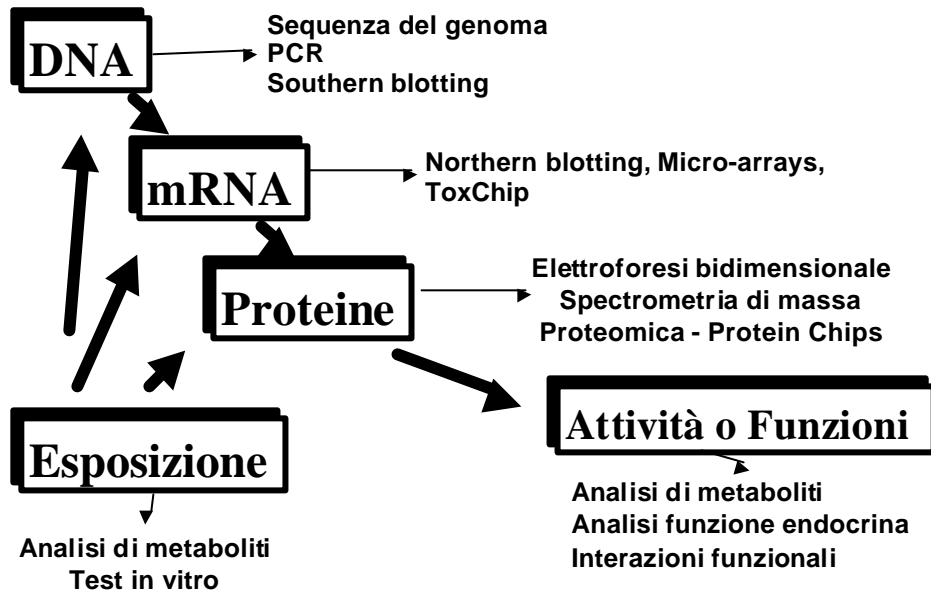 DNA
Sequenza del genoma
PCR
Southern blotting
mRNA
Northern blotting, Micro-arrays,
ToxChip
Proteine
Elettroforesi bidimensionale
Spectrometria di massa
Proteomica - Protein Chips
Esposizione
Analisi di metaboliti
Test in vitro
Attività o Funzioni
Analisi di metaboliti
Analisi funzione endocrina
Interazioni funzionali